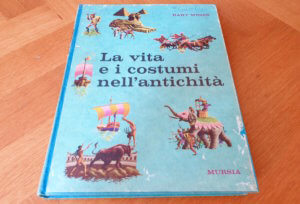 La vita
e i costumi
nell'antichità
MURSIA